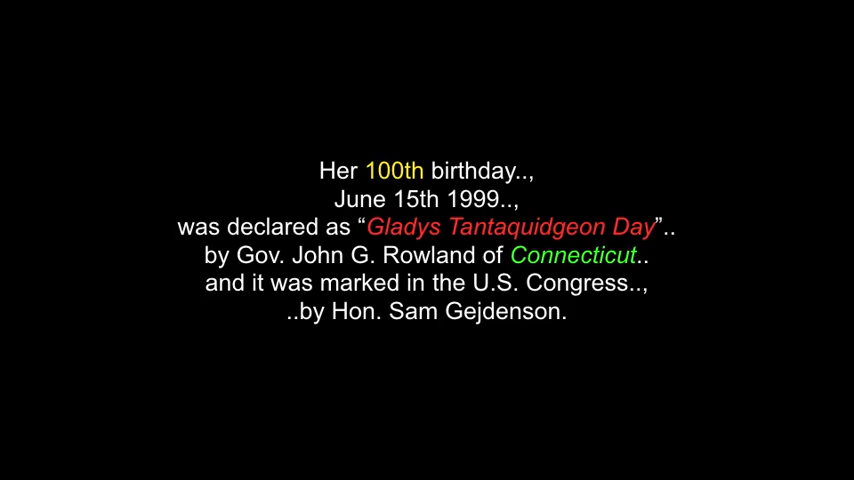 Her 100th birthday..,
June 15th 1999..,
was declared as “Gladys Tantaquidgeon Day”..
by Gov. John G. Rowland of Connecticut..
and it was marked in the U.S. Congress..,
..by Hon. Sam Gejdenson.